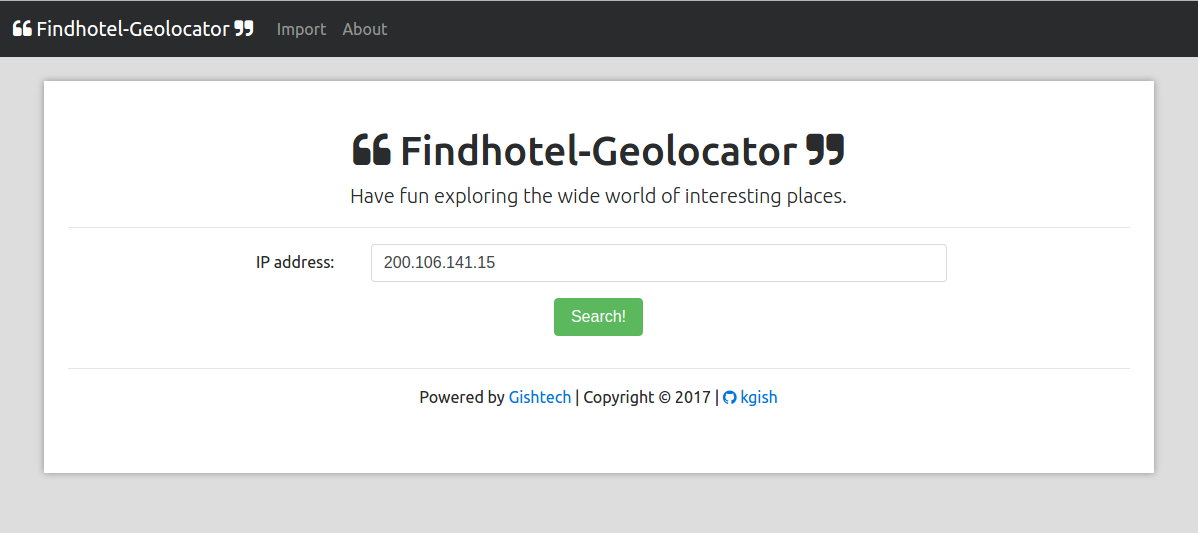 Findhotel-Geolocator Import About
Findhotel-Geolocator
Have fun exploring the wide world of interesting places.
IP address: 200.106.141.15
Search!
Powered by Gishtech | Copyright © 2017 | kgish